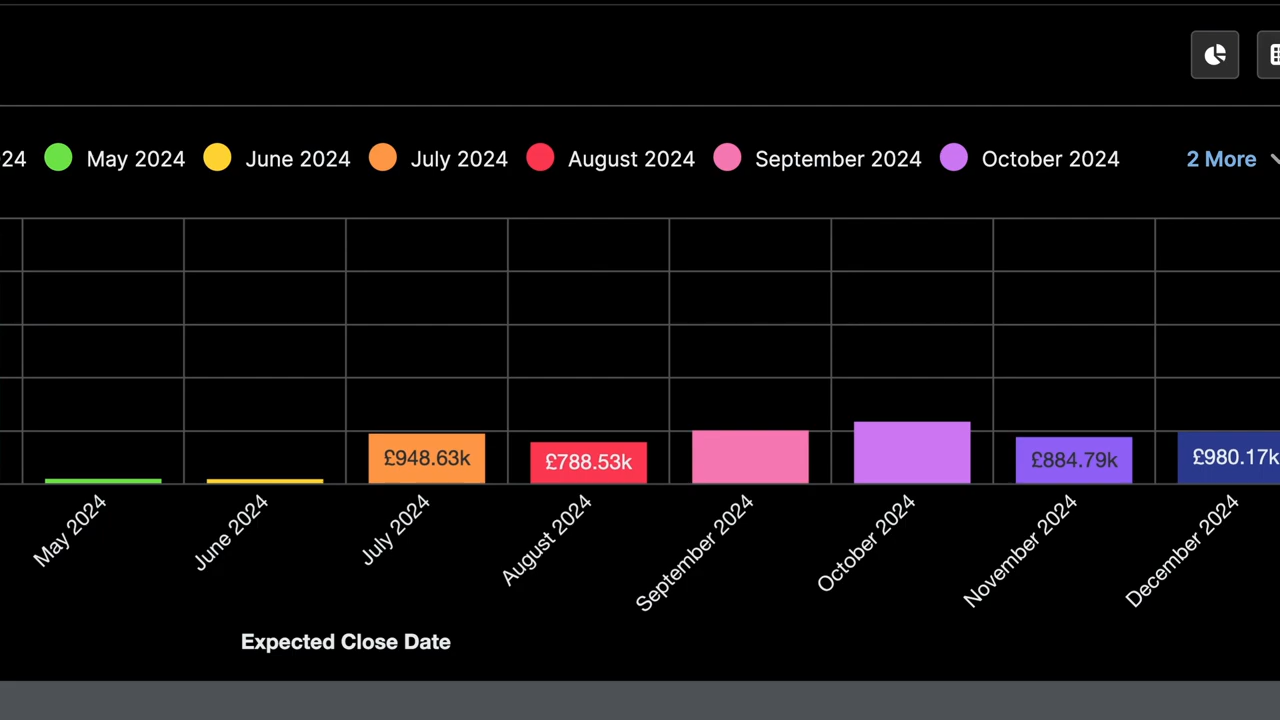 24 May 2024 June 2024 July 2024 August 2024 September 2024 October 2024 2 More
£948.63k £788.53k £884.79k £980.17k
May 2024 June 2024 July 2024 August 2024 September 2024 October 2024 November 2024 December 2024
Expected Close Date